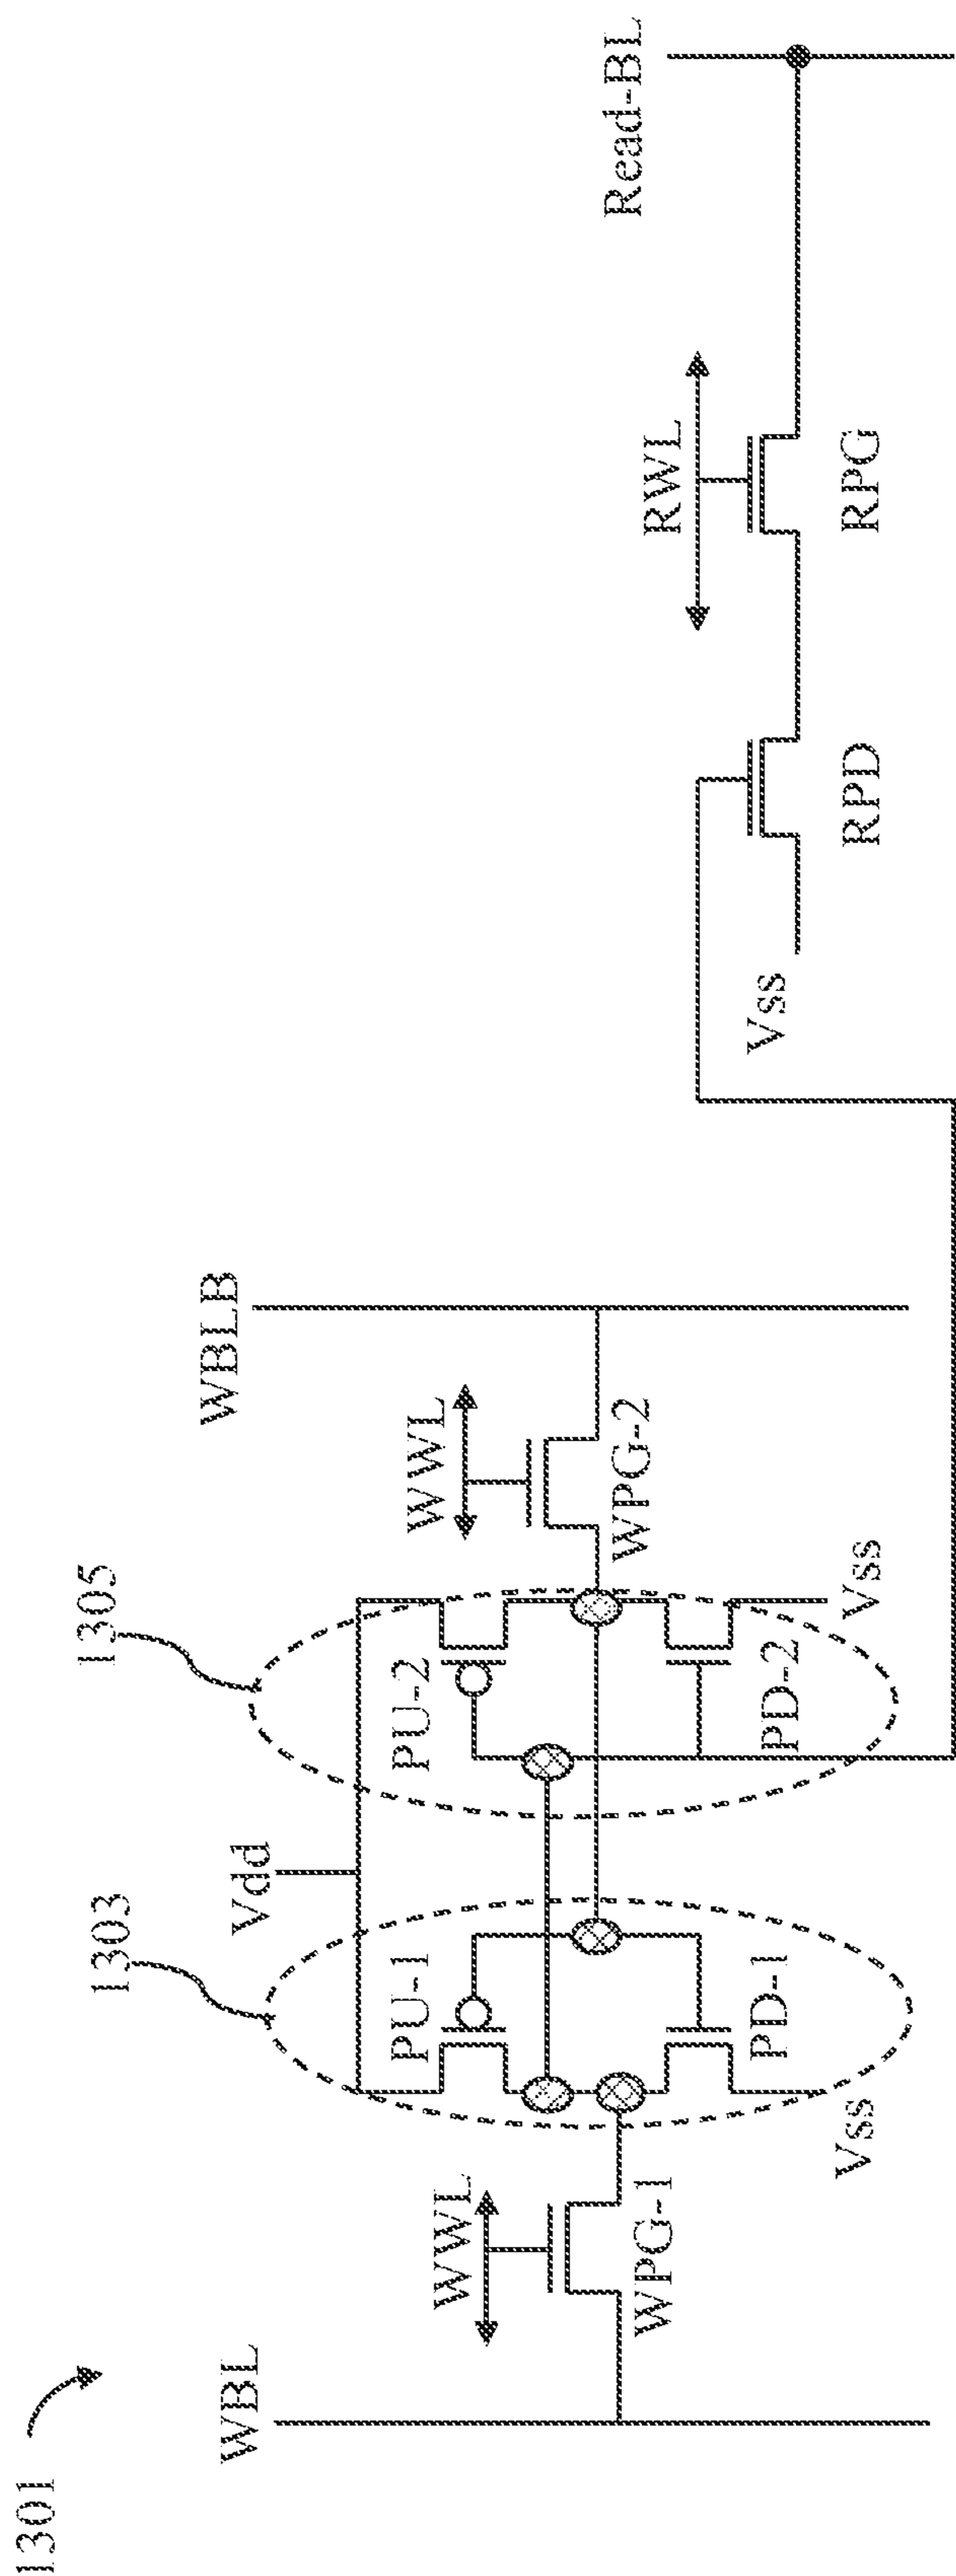 1301
WBL
WWL
WPG-1
1303
PU-1
PD-1
Vss
Vdd
1305
PU-2
PD-2
Vss
WWL
WPG-2
WBLB
Vss
RPD
RWL
RPG
Read-BL